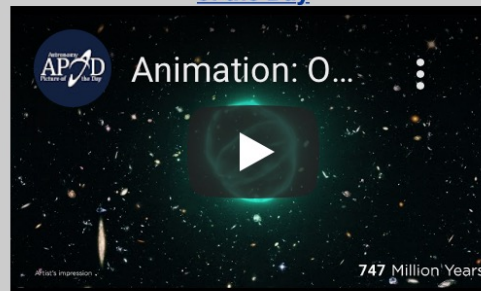 Astronomy
APOD
Picture of the Day
Animation: O...
Artist's impression
747 Million Years